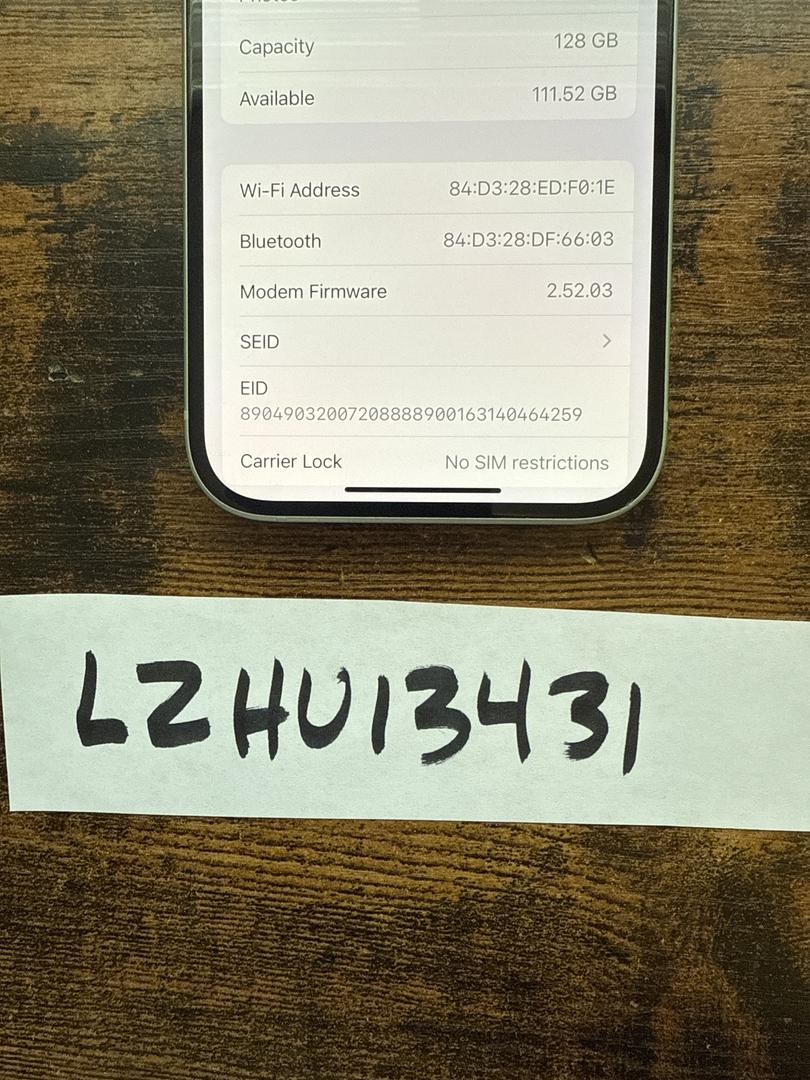 Capacity 128 GB
Available 111.52 GB
Wi-Fi Address 84:D3:28:ED:F0:1E
Bluetooth 84:D3:28:DF:66:03
Modem Firmware 2.52.03
SEID
EID
89049032007208888900163140464259
Carrier Lock No SIM restrictions
LZHU13431